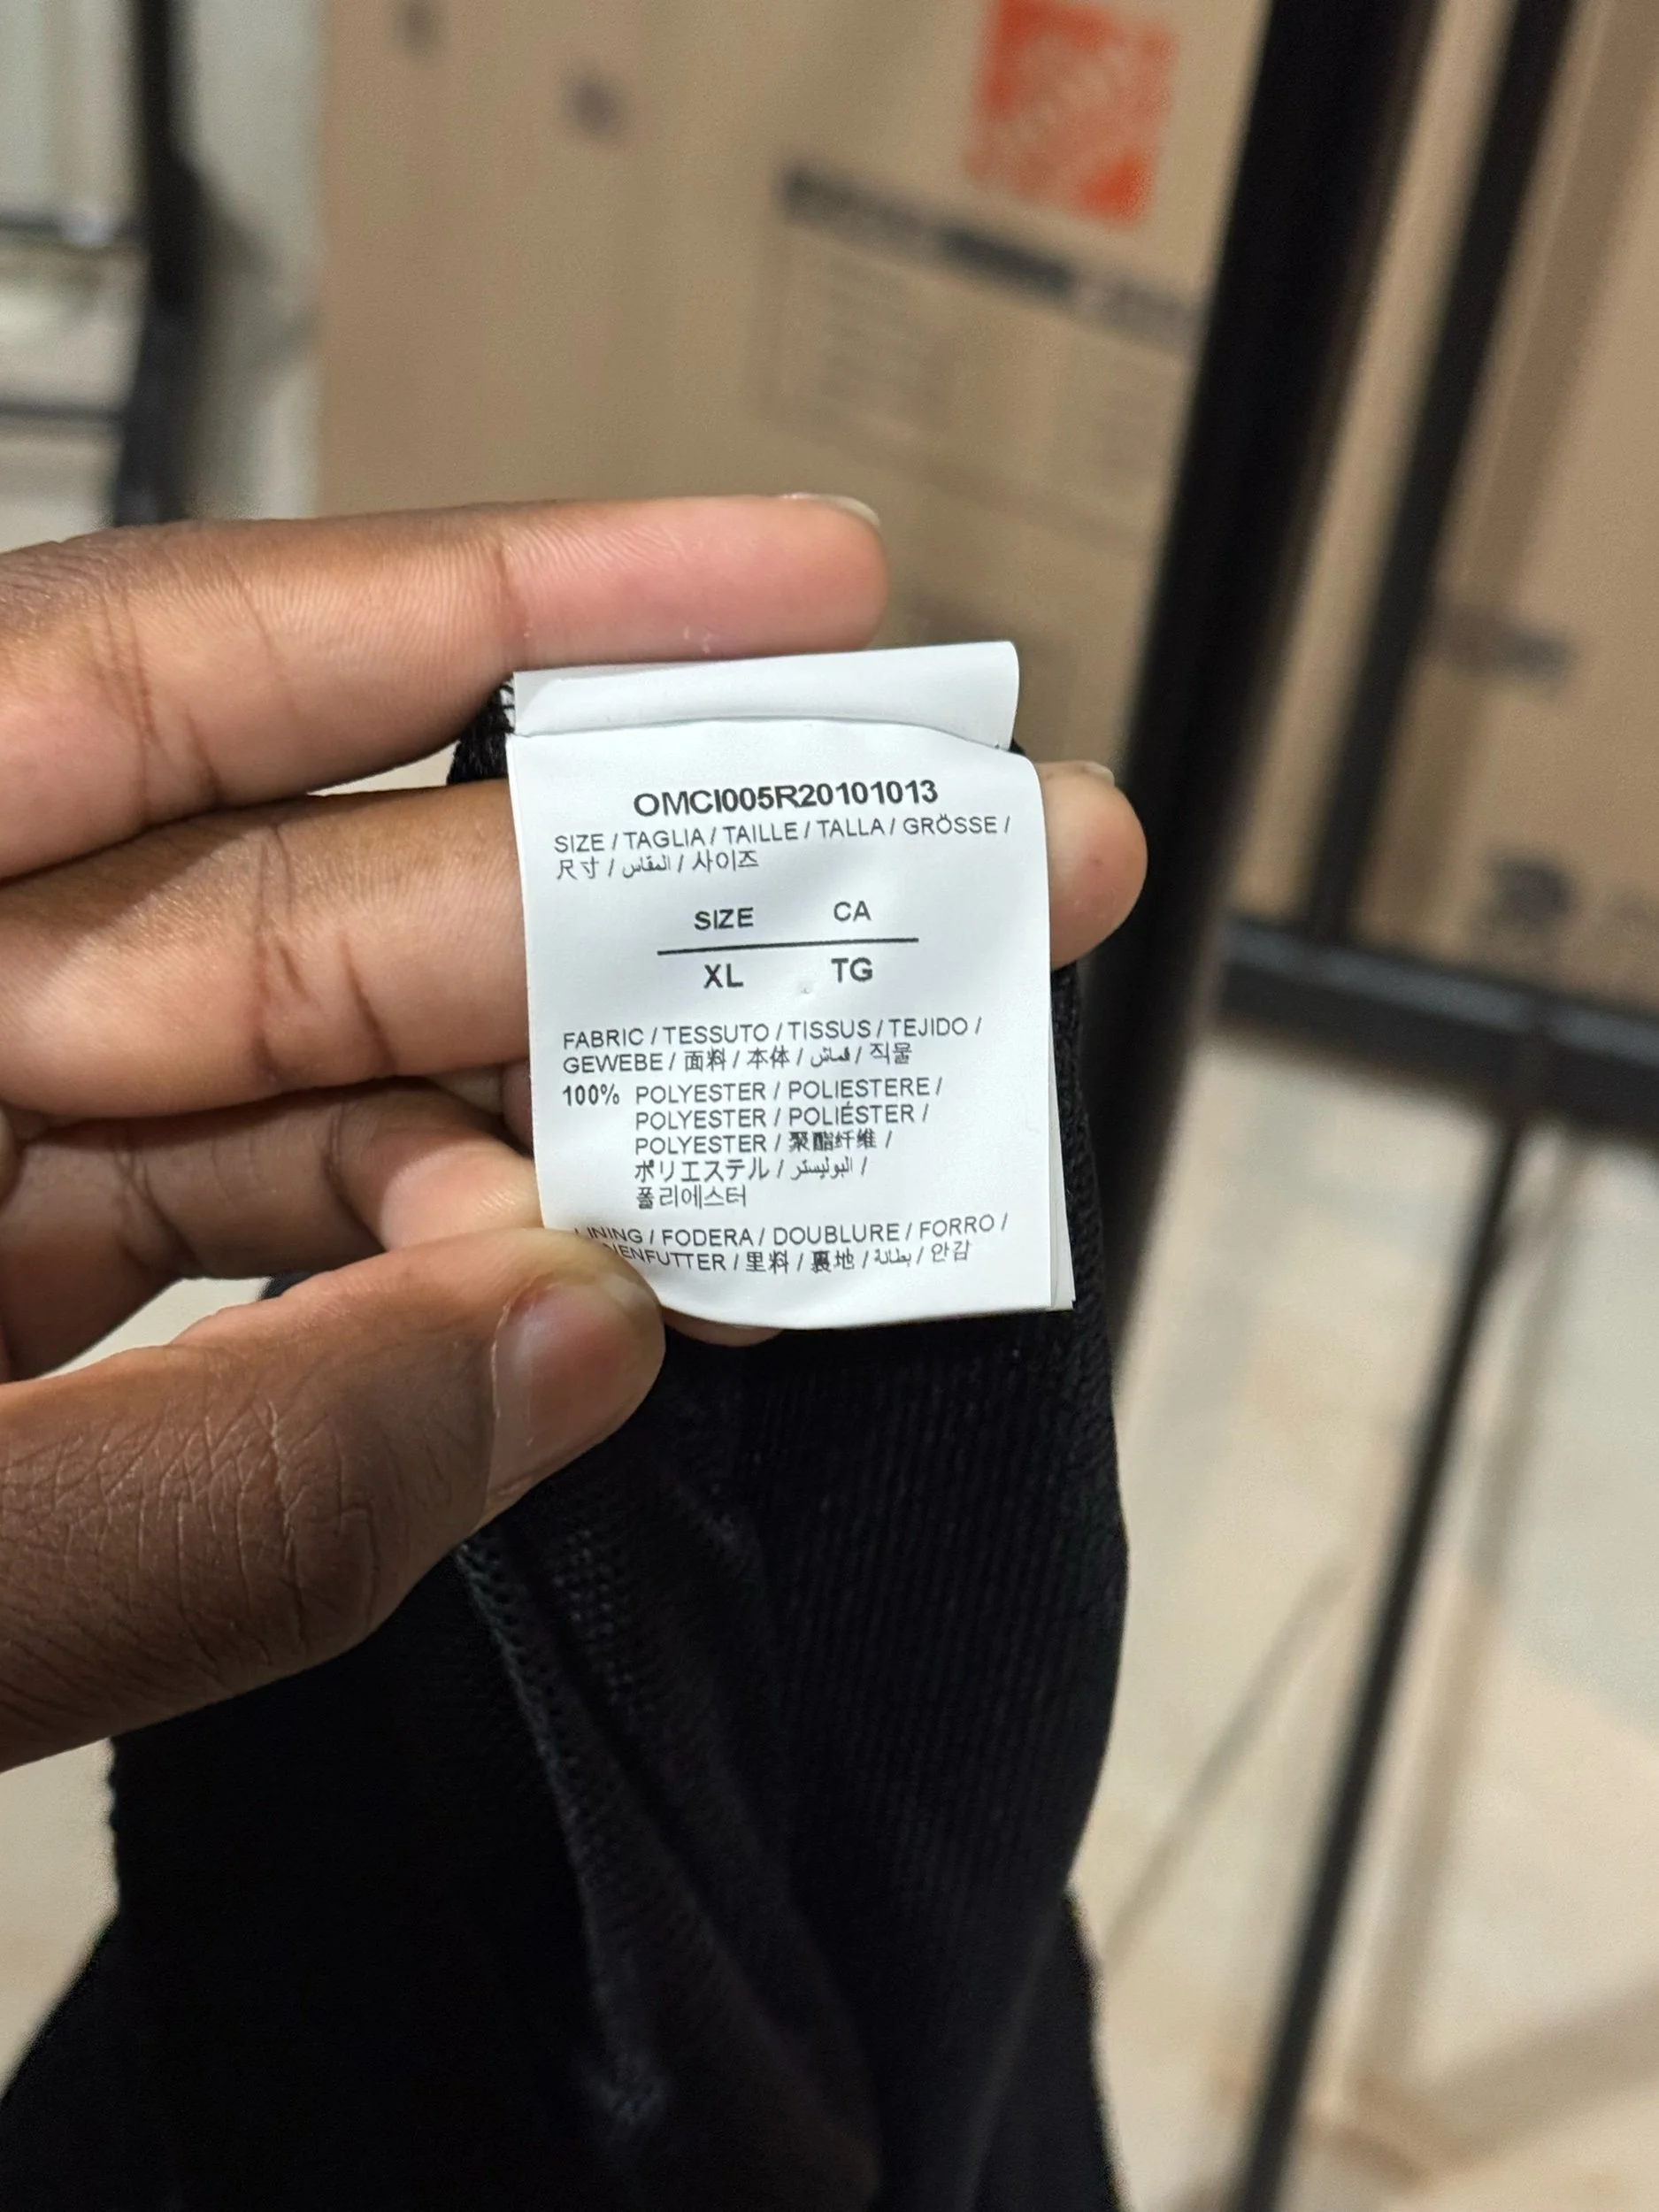 OMCI005R20101013
SIZE / TAGLIA / TAILLE / TALLA / GRÖSSE /
尺寸 / المقاس / 사이즈
SIZE CA
XL TG
FABRIC / TESSUTO / TISSUS / TEJIDO /
GEWEBE / 面料 / 本体 / قماش / 직물
100% POLYESTER / POLIESTERE /
POLYESTER / POLIÉSTER /
POLYESTER / 聚酯纤维 /
ポリエステル / البوليستر /
폴리에스터
LINING / FODERA / DOUBLURE / FORRO /
ENFUTTER / 里料 / 裏地 / بطانة / 안감